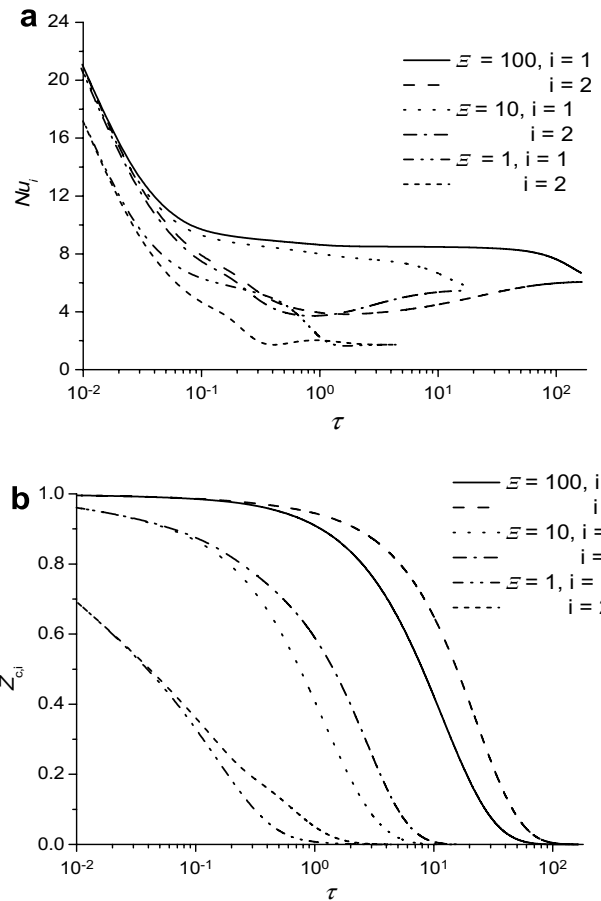 a
24
20
16
12
8
4
0
Nu_i
Ξ = 100, i = 1
i = 2
Ξ = 10, i = 1
i = 2
Ξ = 1, i = 1
i = 2
10^-2 10^-1 10^0 10^1 10^2
τ
b
1.0
0.8
0.6
0.4
0.2
0.0
Z_c,i
Ξ = 100, i
i
Ξ = 10, i =
i =
Ξ = 1, i =
i = 2
10^-2 10^-1 10^0 10^1 10^2
τ